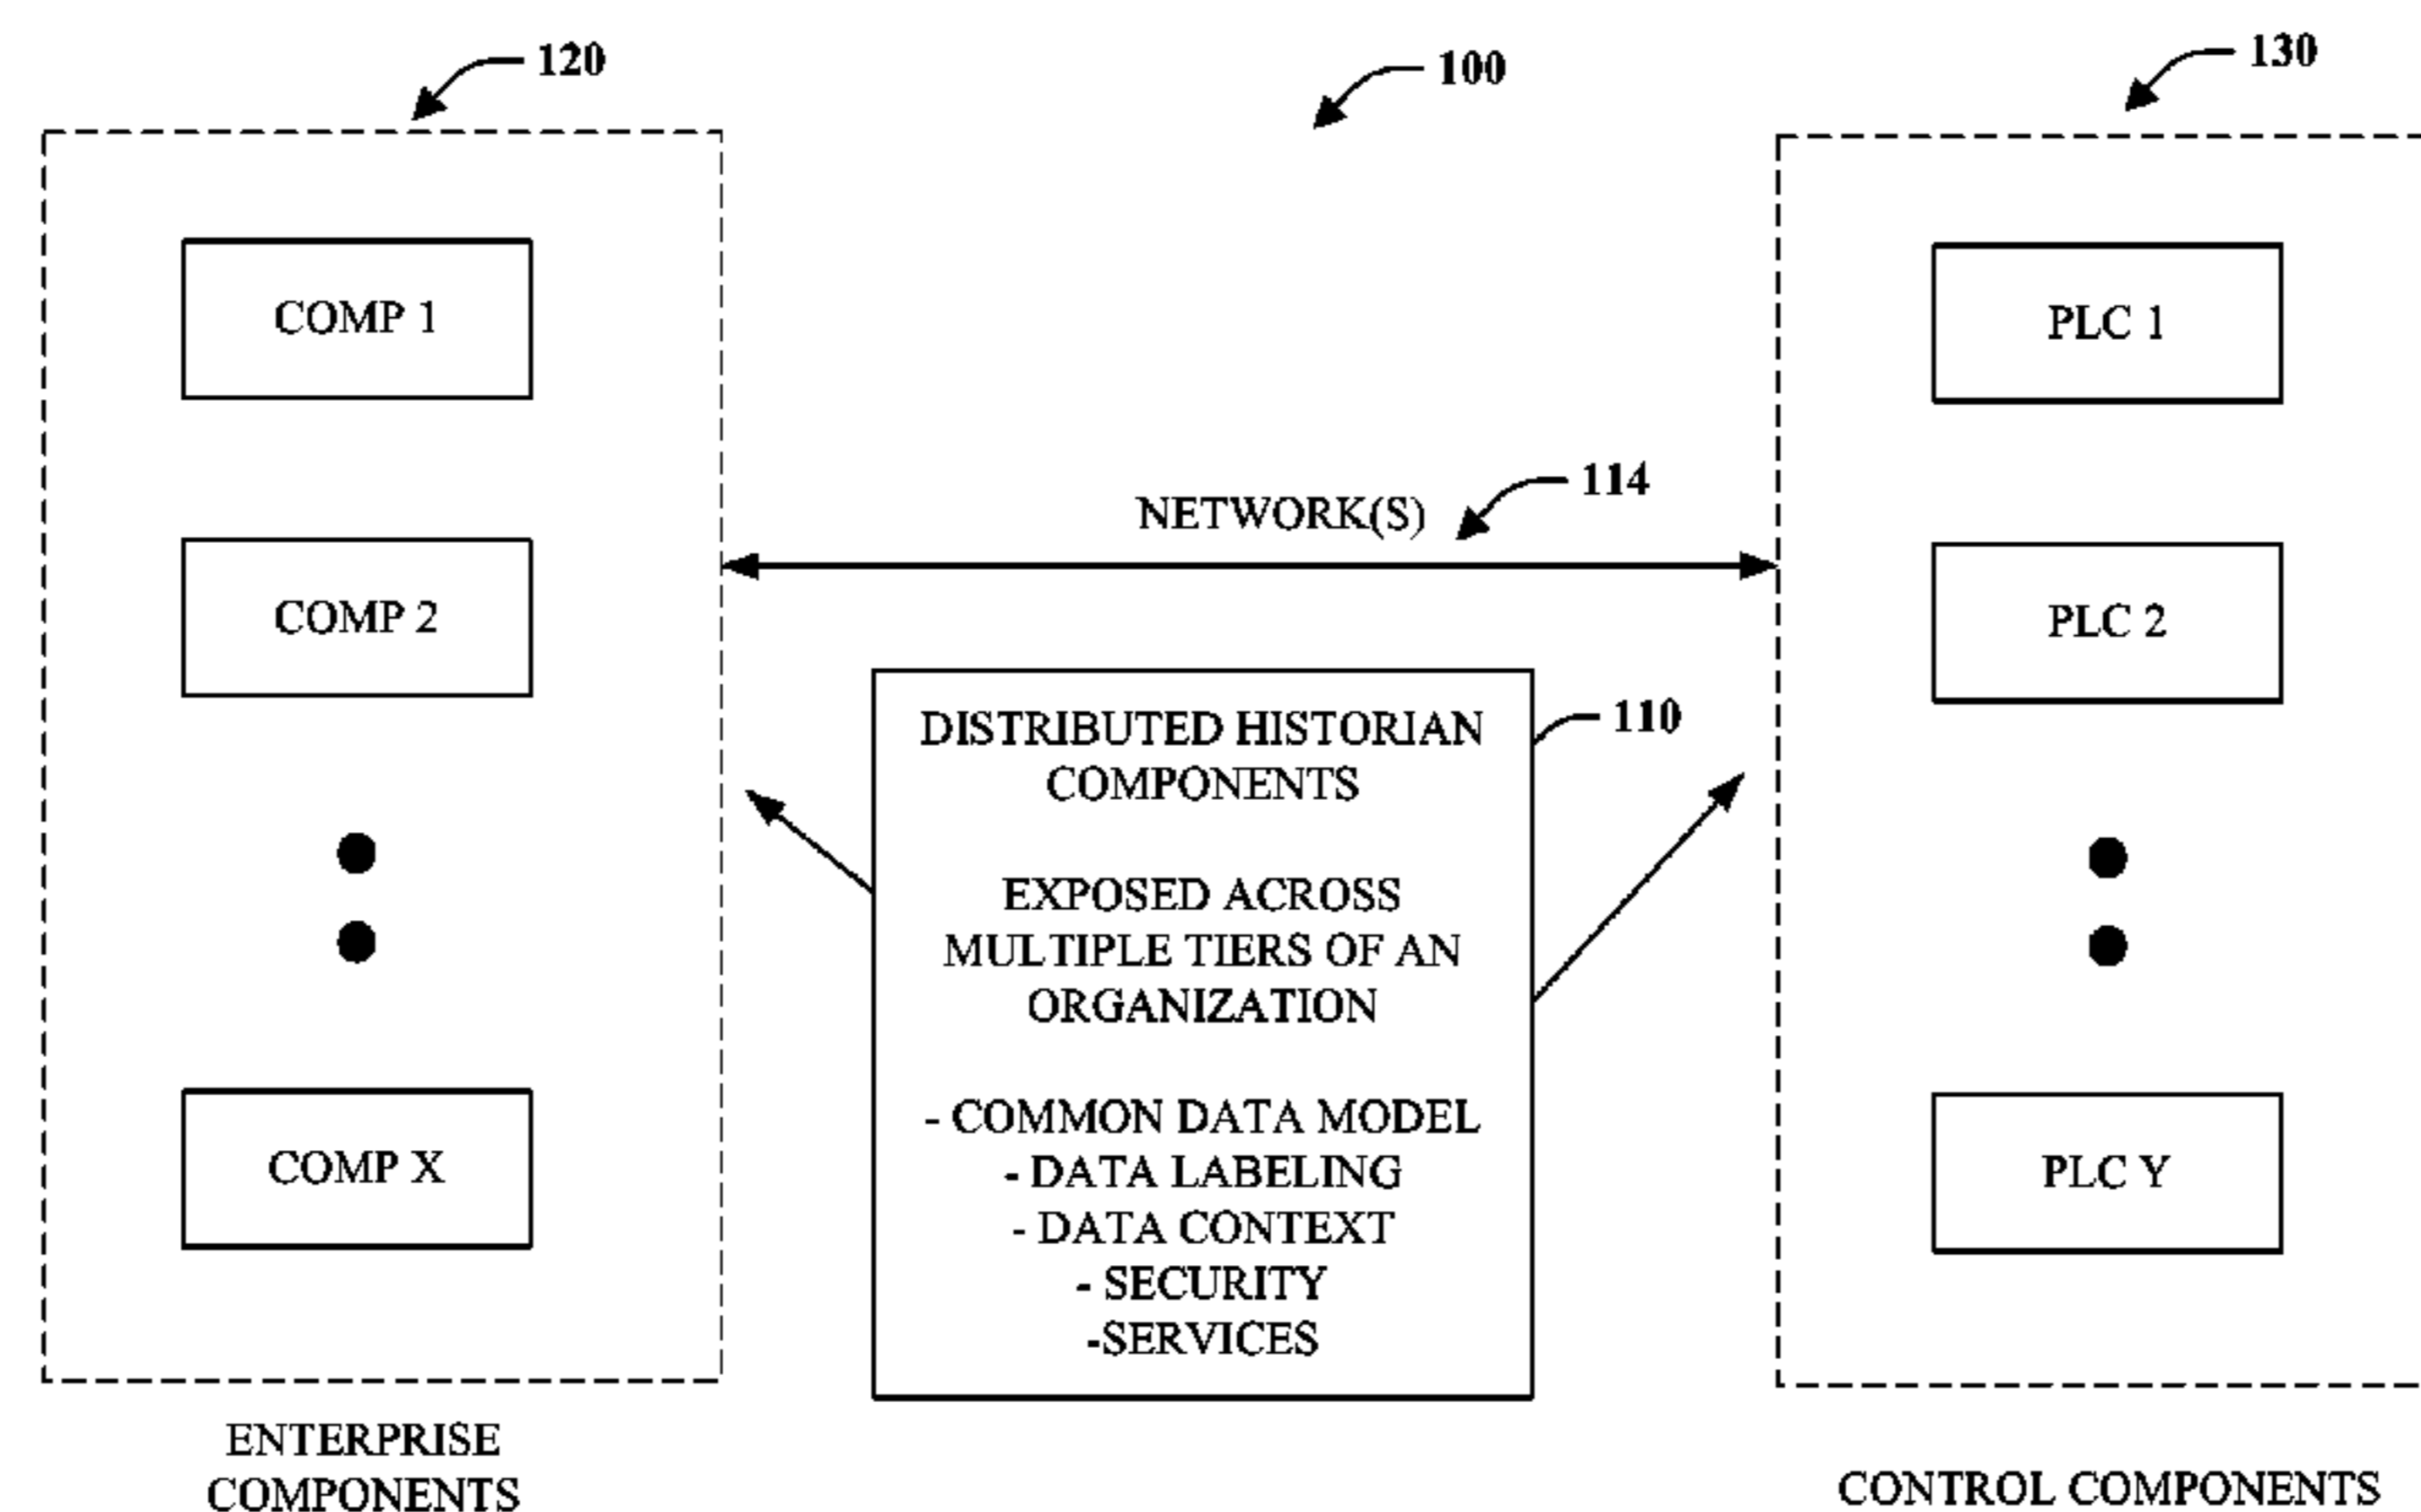 120
100
130
COMP 1
PLC 1
114
NETWORK(S)
COMP 2
PLC 2
DISTRIBUTED HISTORIAN
COMPONENTS
110
EXPOSED ACROSS
MULTIPLE TIERS OF AN
ORGANIZATION
- COMMON DATA MODEL
- DATA LABELING
- DATA CONTEXT
- SECURITY
-SERVICES
COMP X
PLC Y
ENTERPRISE
COMPONENTS
CONTROL COMPONENTS